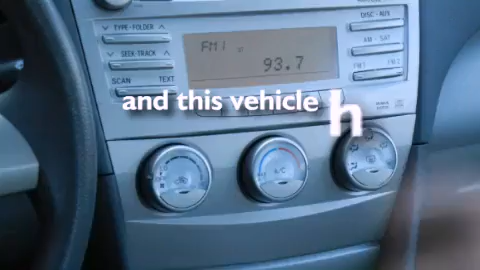 TYPE-FOLDER
SEEK-TRACK
SCAN TEXT
FM1
93.7
DISC-AUX
AM-SAT
FM1 FM2
and this vehicle h
A/C